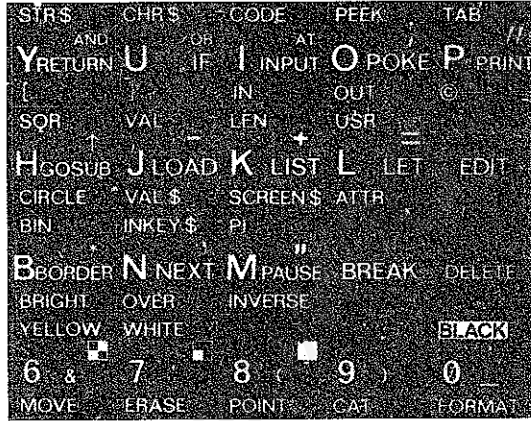 STR$ CHR$ CODE PEEK TAB
AND OR AT ; "
Y RETURN U IF I INPUT O POKE P PRINT
[ ] IN OUT ©
SQR VAL LEN USR
↑ - + =
H GOSUB J LOAD K LIST L LET EDIT
CIRCLE VAL$ SCREEN$ ATTR
BIN INKEY$ PI
* , "
B BORDER N NEXT M PAUSE BREAK DELETE
BRIGHT OVER INVERSE
YELLOW WHITE BLACK
6 & 7 ' 8 ( 9 ) 0 _
MOVE ERASE POINT CAT FORMAT